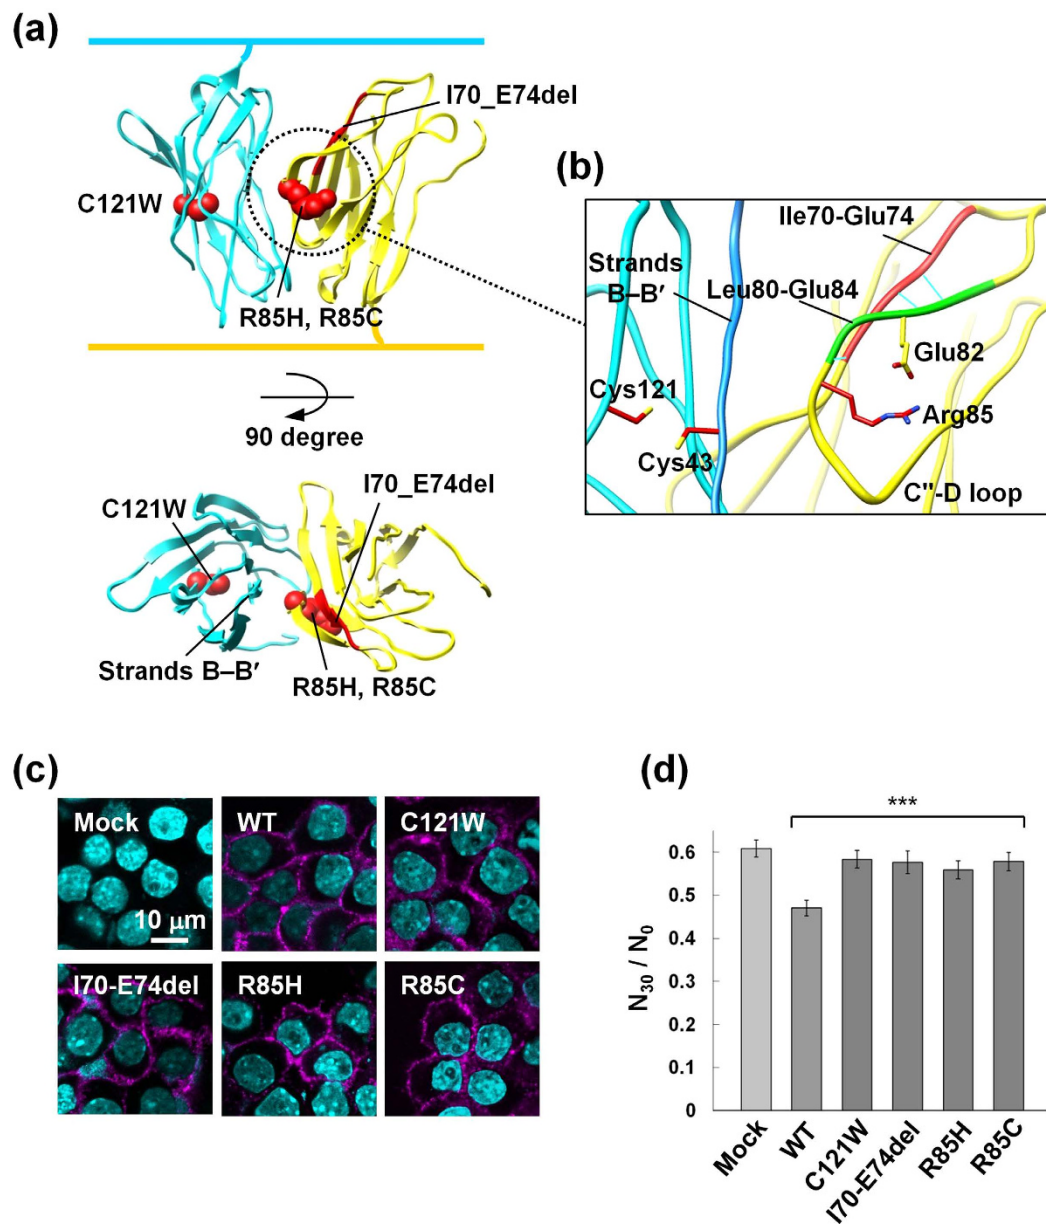 (a)
I70_E74del
C121W
R85H, R85C
90 degree
I70_E74del
C121W
Strands B–B′
R85H, R85C
(b)
Ile70-Glu74
Strands
B–B′
Leu80-Glu84
Glu82
Cys121
Arg85
Cys43
C"-D loop
(c)
Mock
WT
C121W
10 μm
I70-E74del
R85H
R85C
(d)
***
N30 / N0
0.6
0.5
0.4
0.3
0.2
0.1
0
Mock
WT
C121W
I70-E74del
R85H
R85C